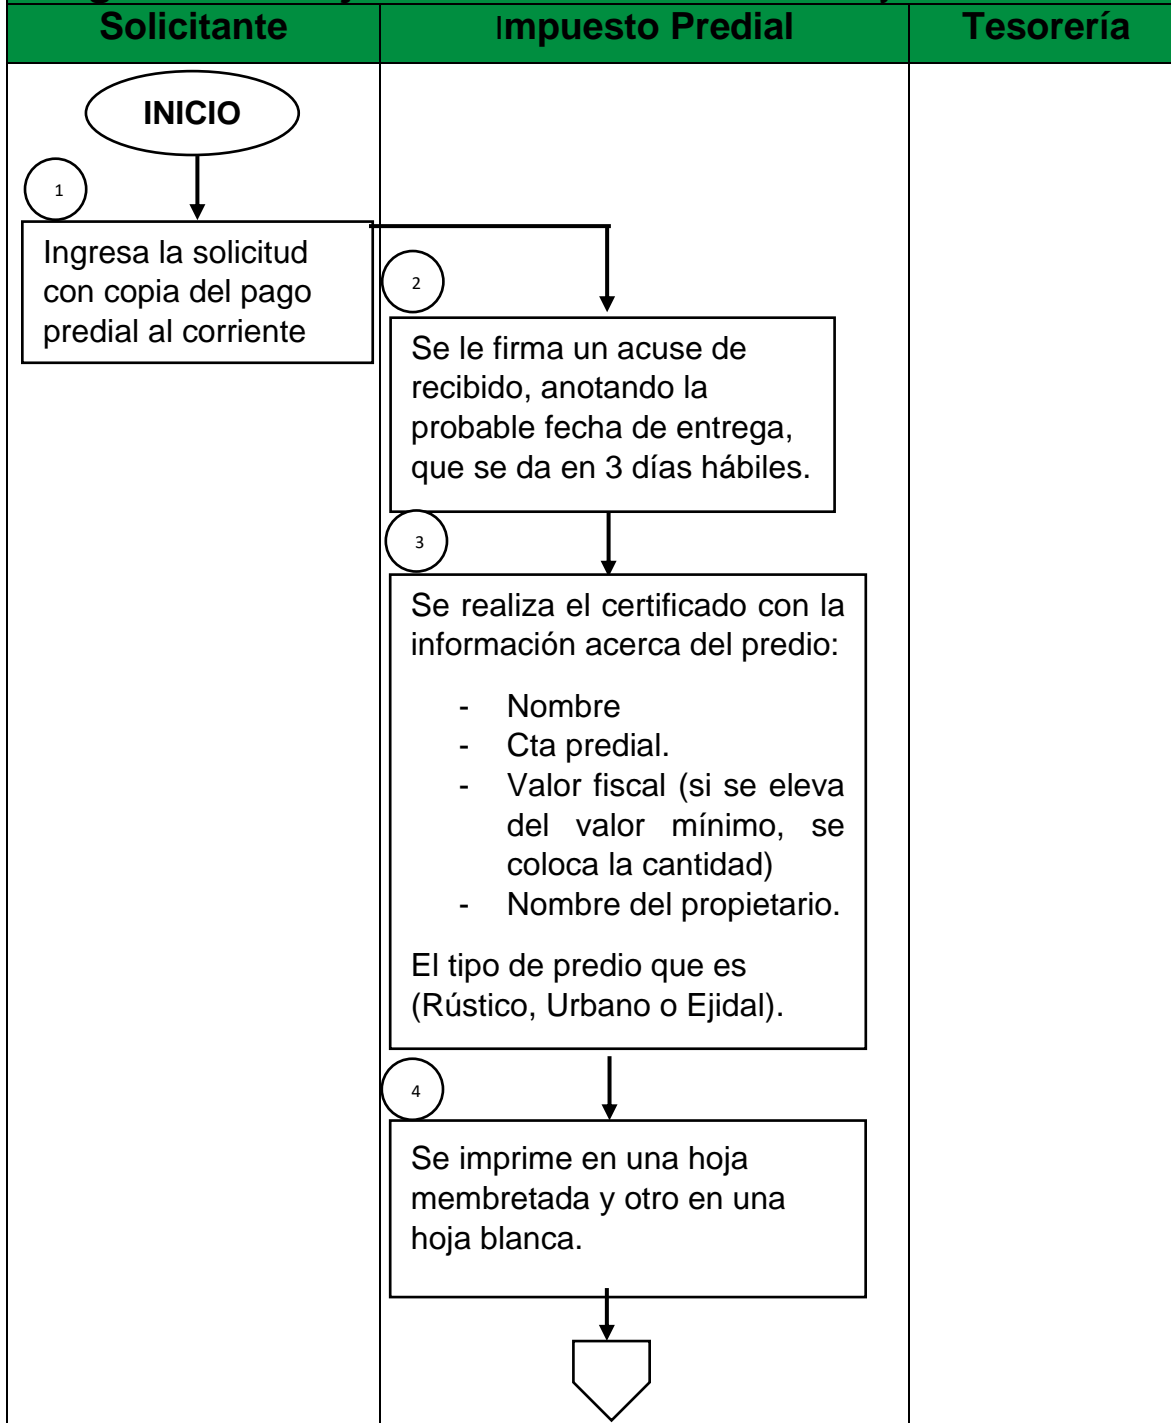 Solicitante
Impuesto Predial
Tesorería
INICIO
1
Ingresa la solicitud
con copia del pago
predial al corriente
2
Se le firma un acuse de
recibido, anotando la
probable fecha de entrega,
que se da en 3 días hábiles.
3
Se realiza el certificado con la
información acerca del predio:
- Nombre
- Cta predial.
- Valor fiscal (si se eleva
del valor mínimo, se
coloca la cantidad)
- Nombre del propietario.
El tipo de predio que es
(Rústico, Urbano o Ejidal).
4
Se imprime en una hoja
membretada y otro en una
hoja blanca.